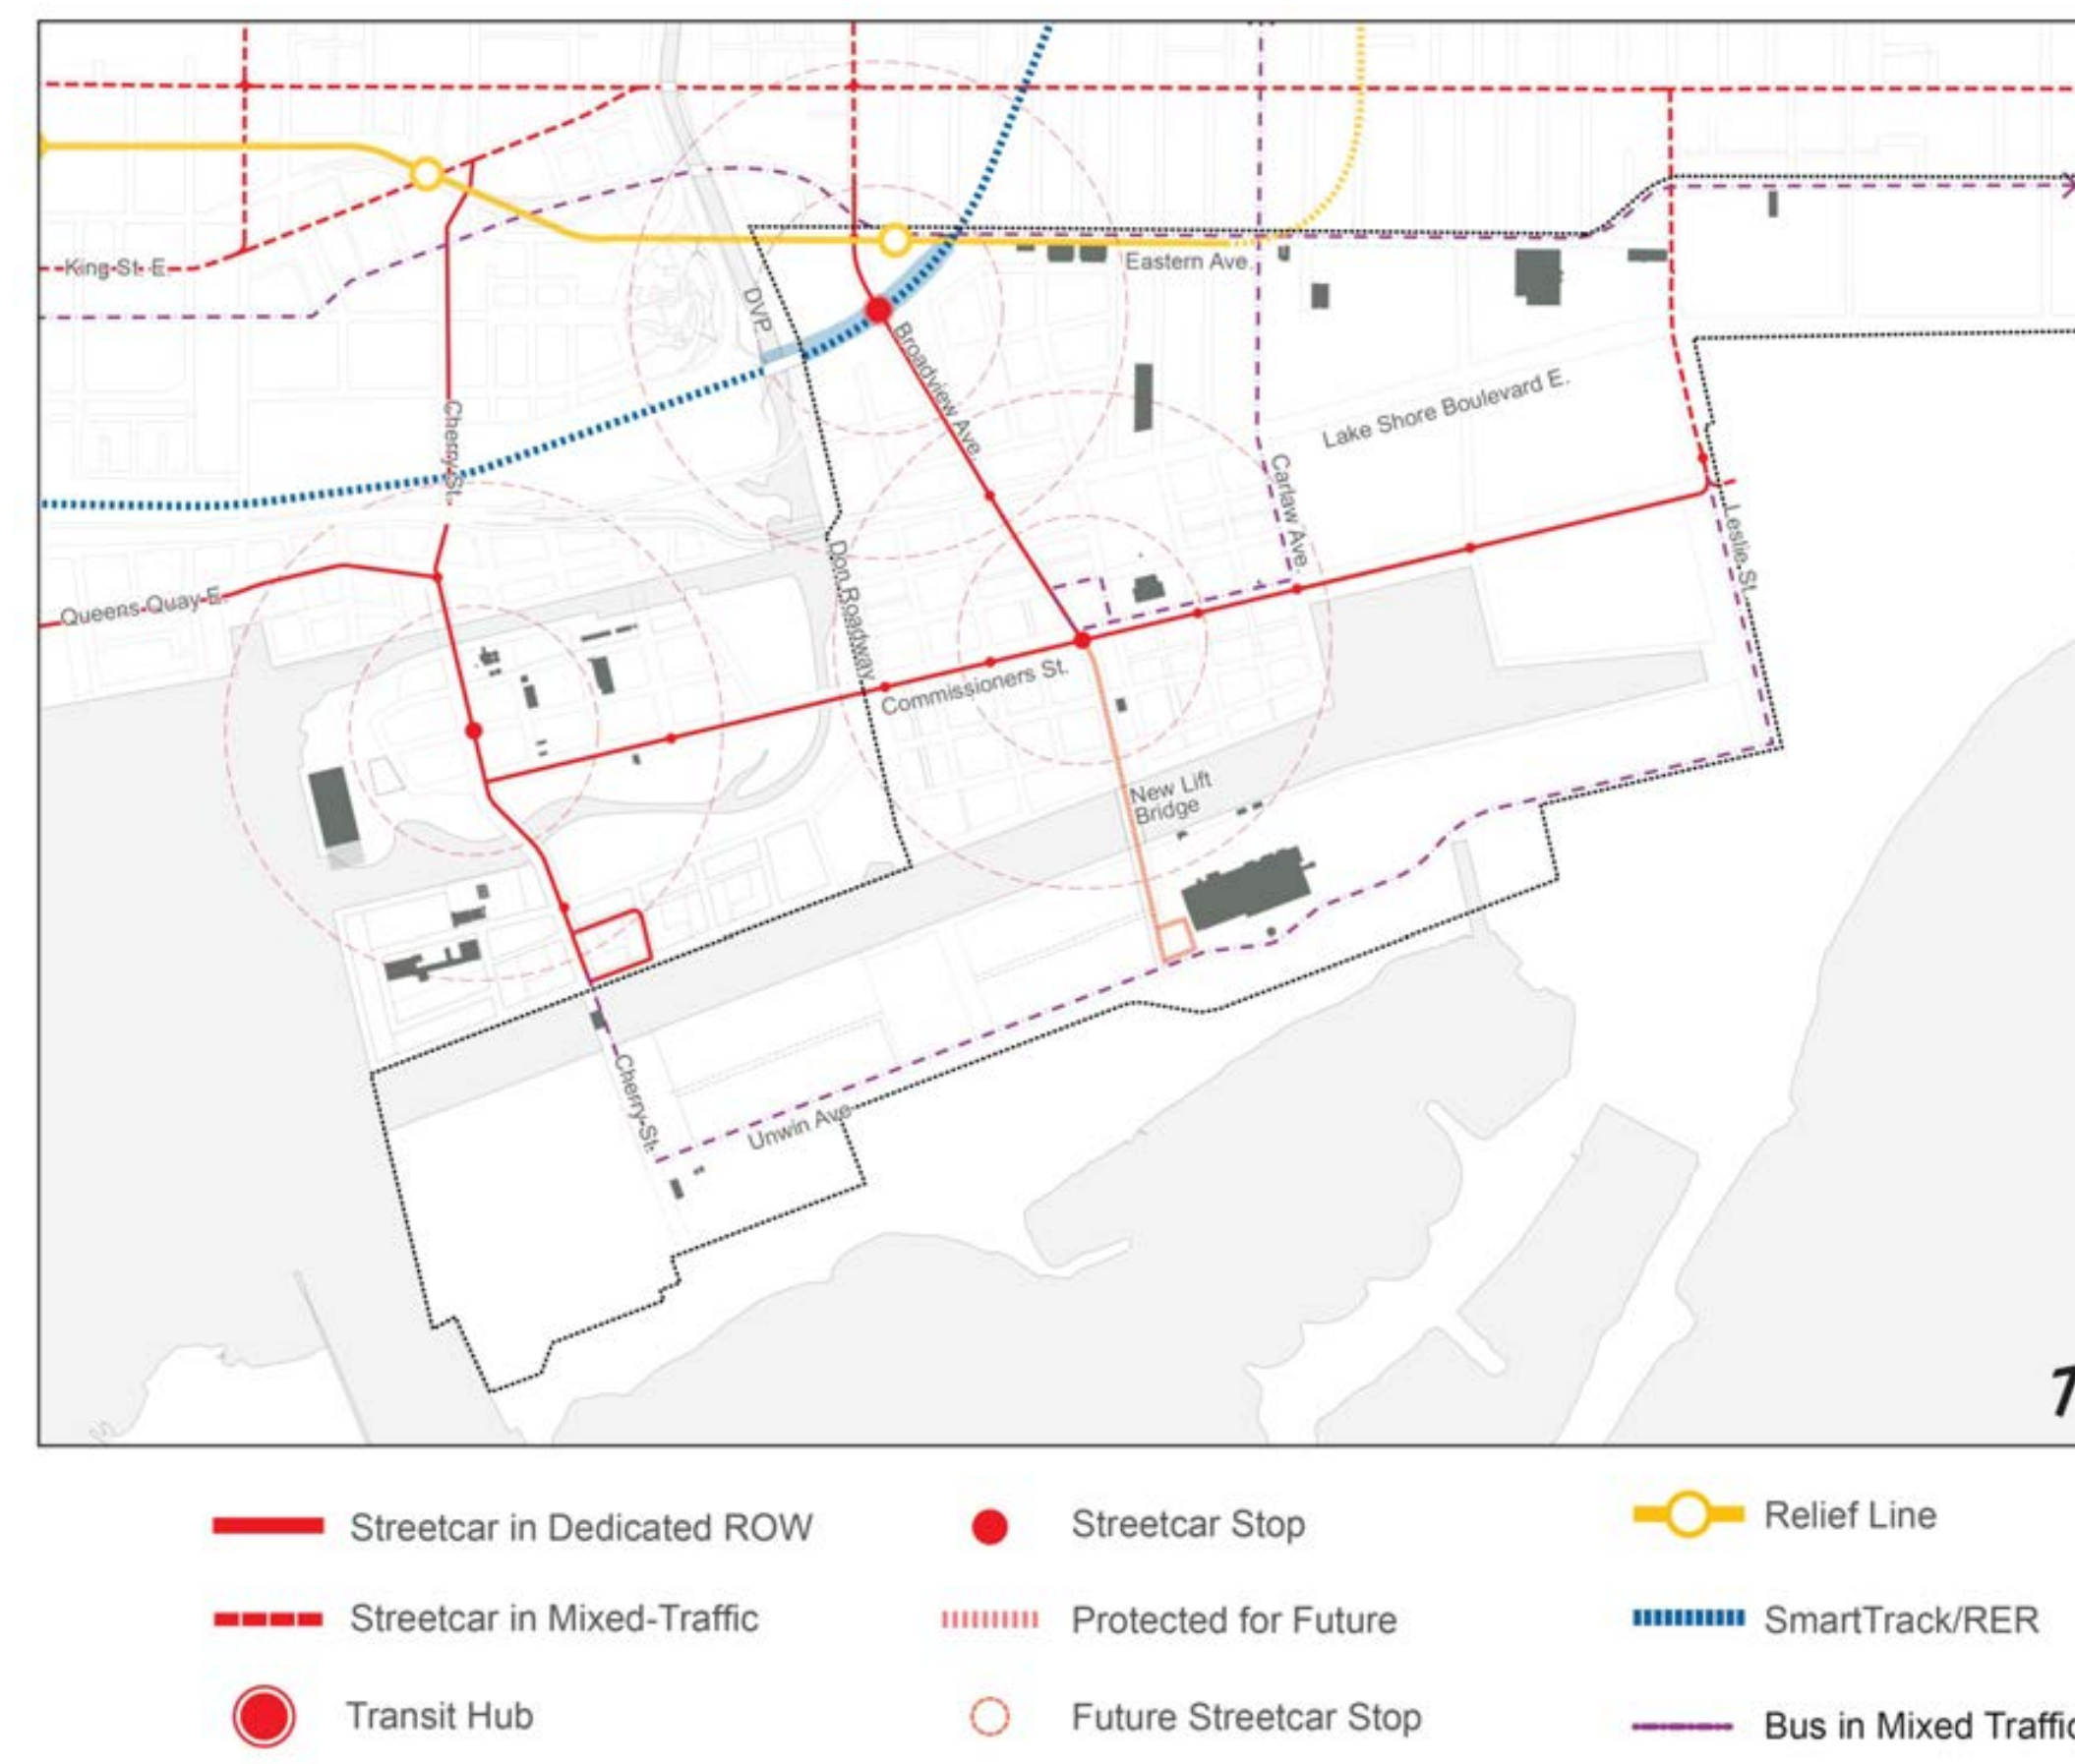 King St. E.
Eastern Ave.
DVP
Broadview Ave.
Lake Shore Boulevard E.
Cherry St.
Carlaw Ave.
Leslie St.
Queens Quay E.
Don Roadway
Commissioners St.
New Lift
Bridge
Cherry St.
Unwin Ave
Streetcar in Dedicated ROW
Streetcar Stop
Relief Line
Streetcar in Mixed-Traffic
Protected for Future
SmartTrack/RER
Transit Hub
Future Streetcar Stop
Bus in Mixed Traffic